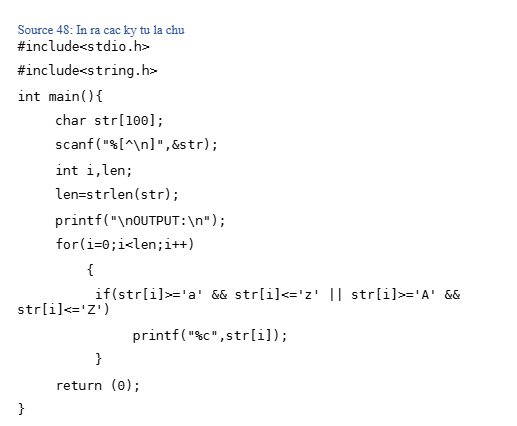 Source 48: In ra cac ky tu la chu
#include<stdio.h>
#include<string.h>
int main(){
char str[100];
scanf("%[^\n]",&str);
int i,len;
len=strlen(str);
printf("\nOUTPUT:\n");
for(i=0;i<len;i++)
{
if(str[i]>='a' && str[i]<='z' || str[i]>='A' &&
str[i]<='Z')
printf("%c",str[i]);
}
return (0);
}